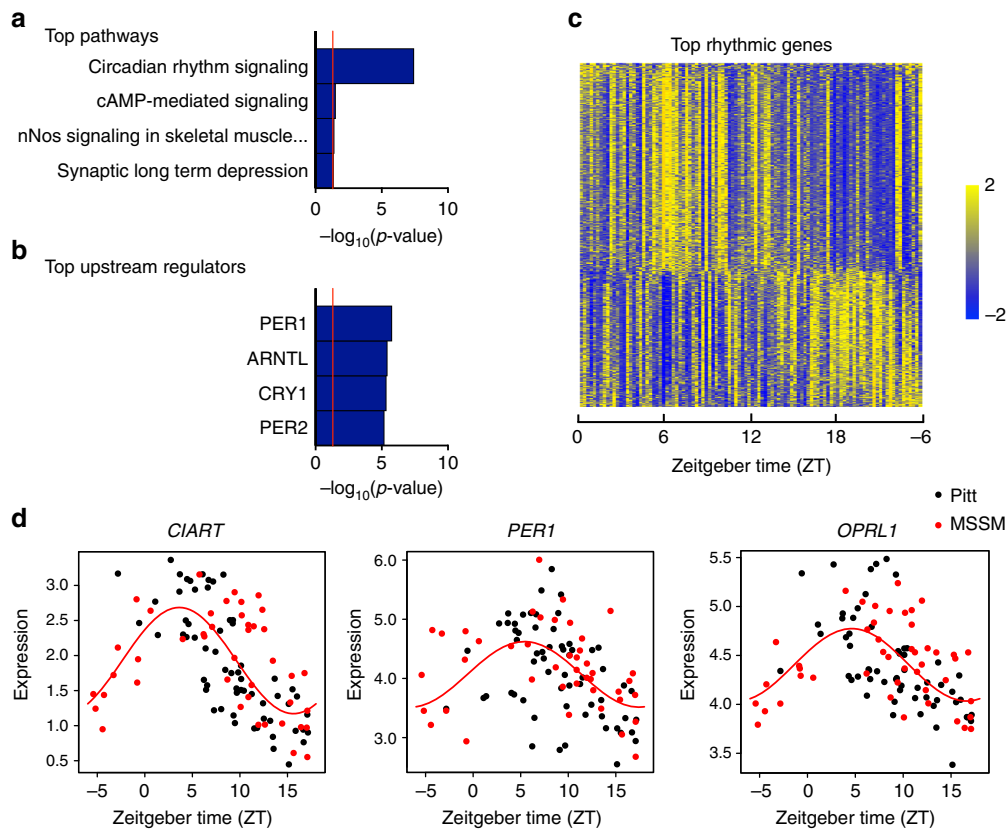 a
Top pathways
Circadian rhythm signaling
cAMP-mediated signaling
nNos signaling in skeletal muscle...
Synaptic long term depression
0 5 10
–log10(p-value)
b
Top upstream regulators
PER1
ARNTL
CRY1
PER2
0 5 10
–log10(p-value)
c
Top rhythmic genes
2
–2
0 6 12 18 –6
Zeitgeber time (ZT)
Pitt
MSSM
d
CIART
Expression
3.0
2.5
2.0
1.5
1.0
0.5
–5 0 5 10 15
Zeitgeber time (ZT)
PER1
Expression
6.0
5.0
4.0
3.0
–5 0 5 10 15
Zeitgeber time (ZT)
OPRL1
Expression
5.5
5.0
4.5
4.0
3.5
–5 0 5 10 15
Zeitgeber time (ZT)